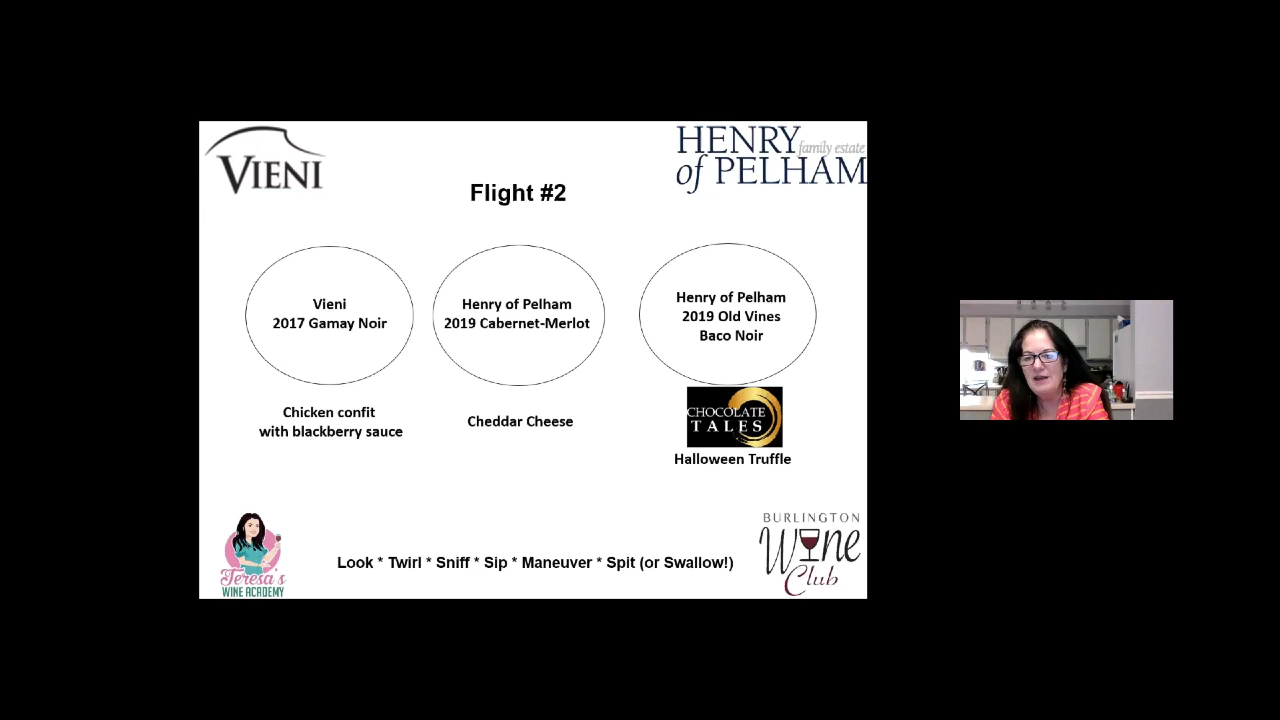 VIENI
HENRY family estate
of PELHAM
Flight #2
Vieni
2017 Gamay Noir
Henry of Pelham
2019 Cabernet-Merlot
Henry of Pelham
2019 Old Vines
Baco Noir
Chicken confit
with blackberry sauce
Cheddar Cheese
CHOCOLATE
TALES
Halloween Truffle
Teresa's
WINE ACADEMY
Look * Twirl * Sniff * Sip * Maneuver * Spit (or Swallow!)
BURLINGTON
Wine
Club